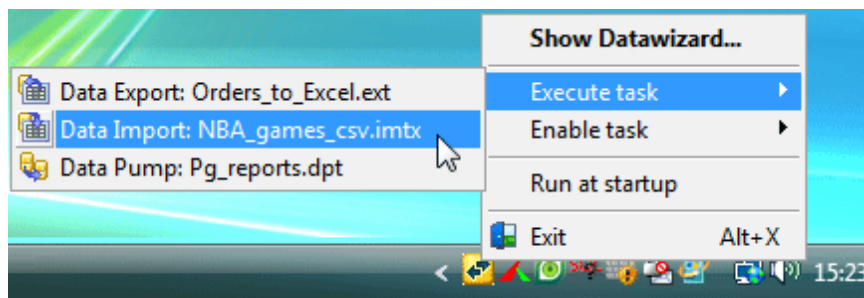 Show Datawizard...
Execute task
Enable task
Run at startup
Exit Alt+X
Data Export: Orders_to_Excel.ext
Data Import: NBA_games_csv.imtx
Data Pump: Pg_reports.dpt
15:23